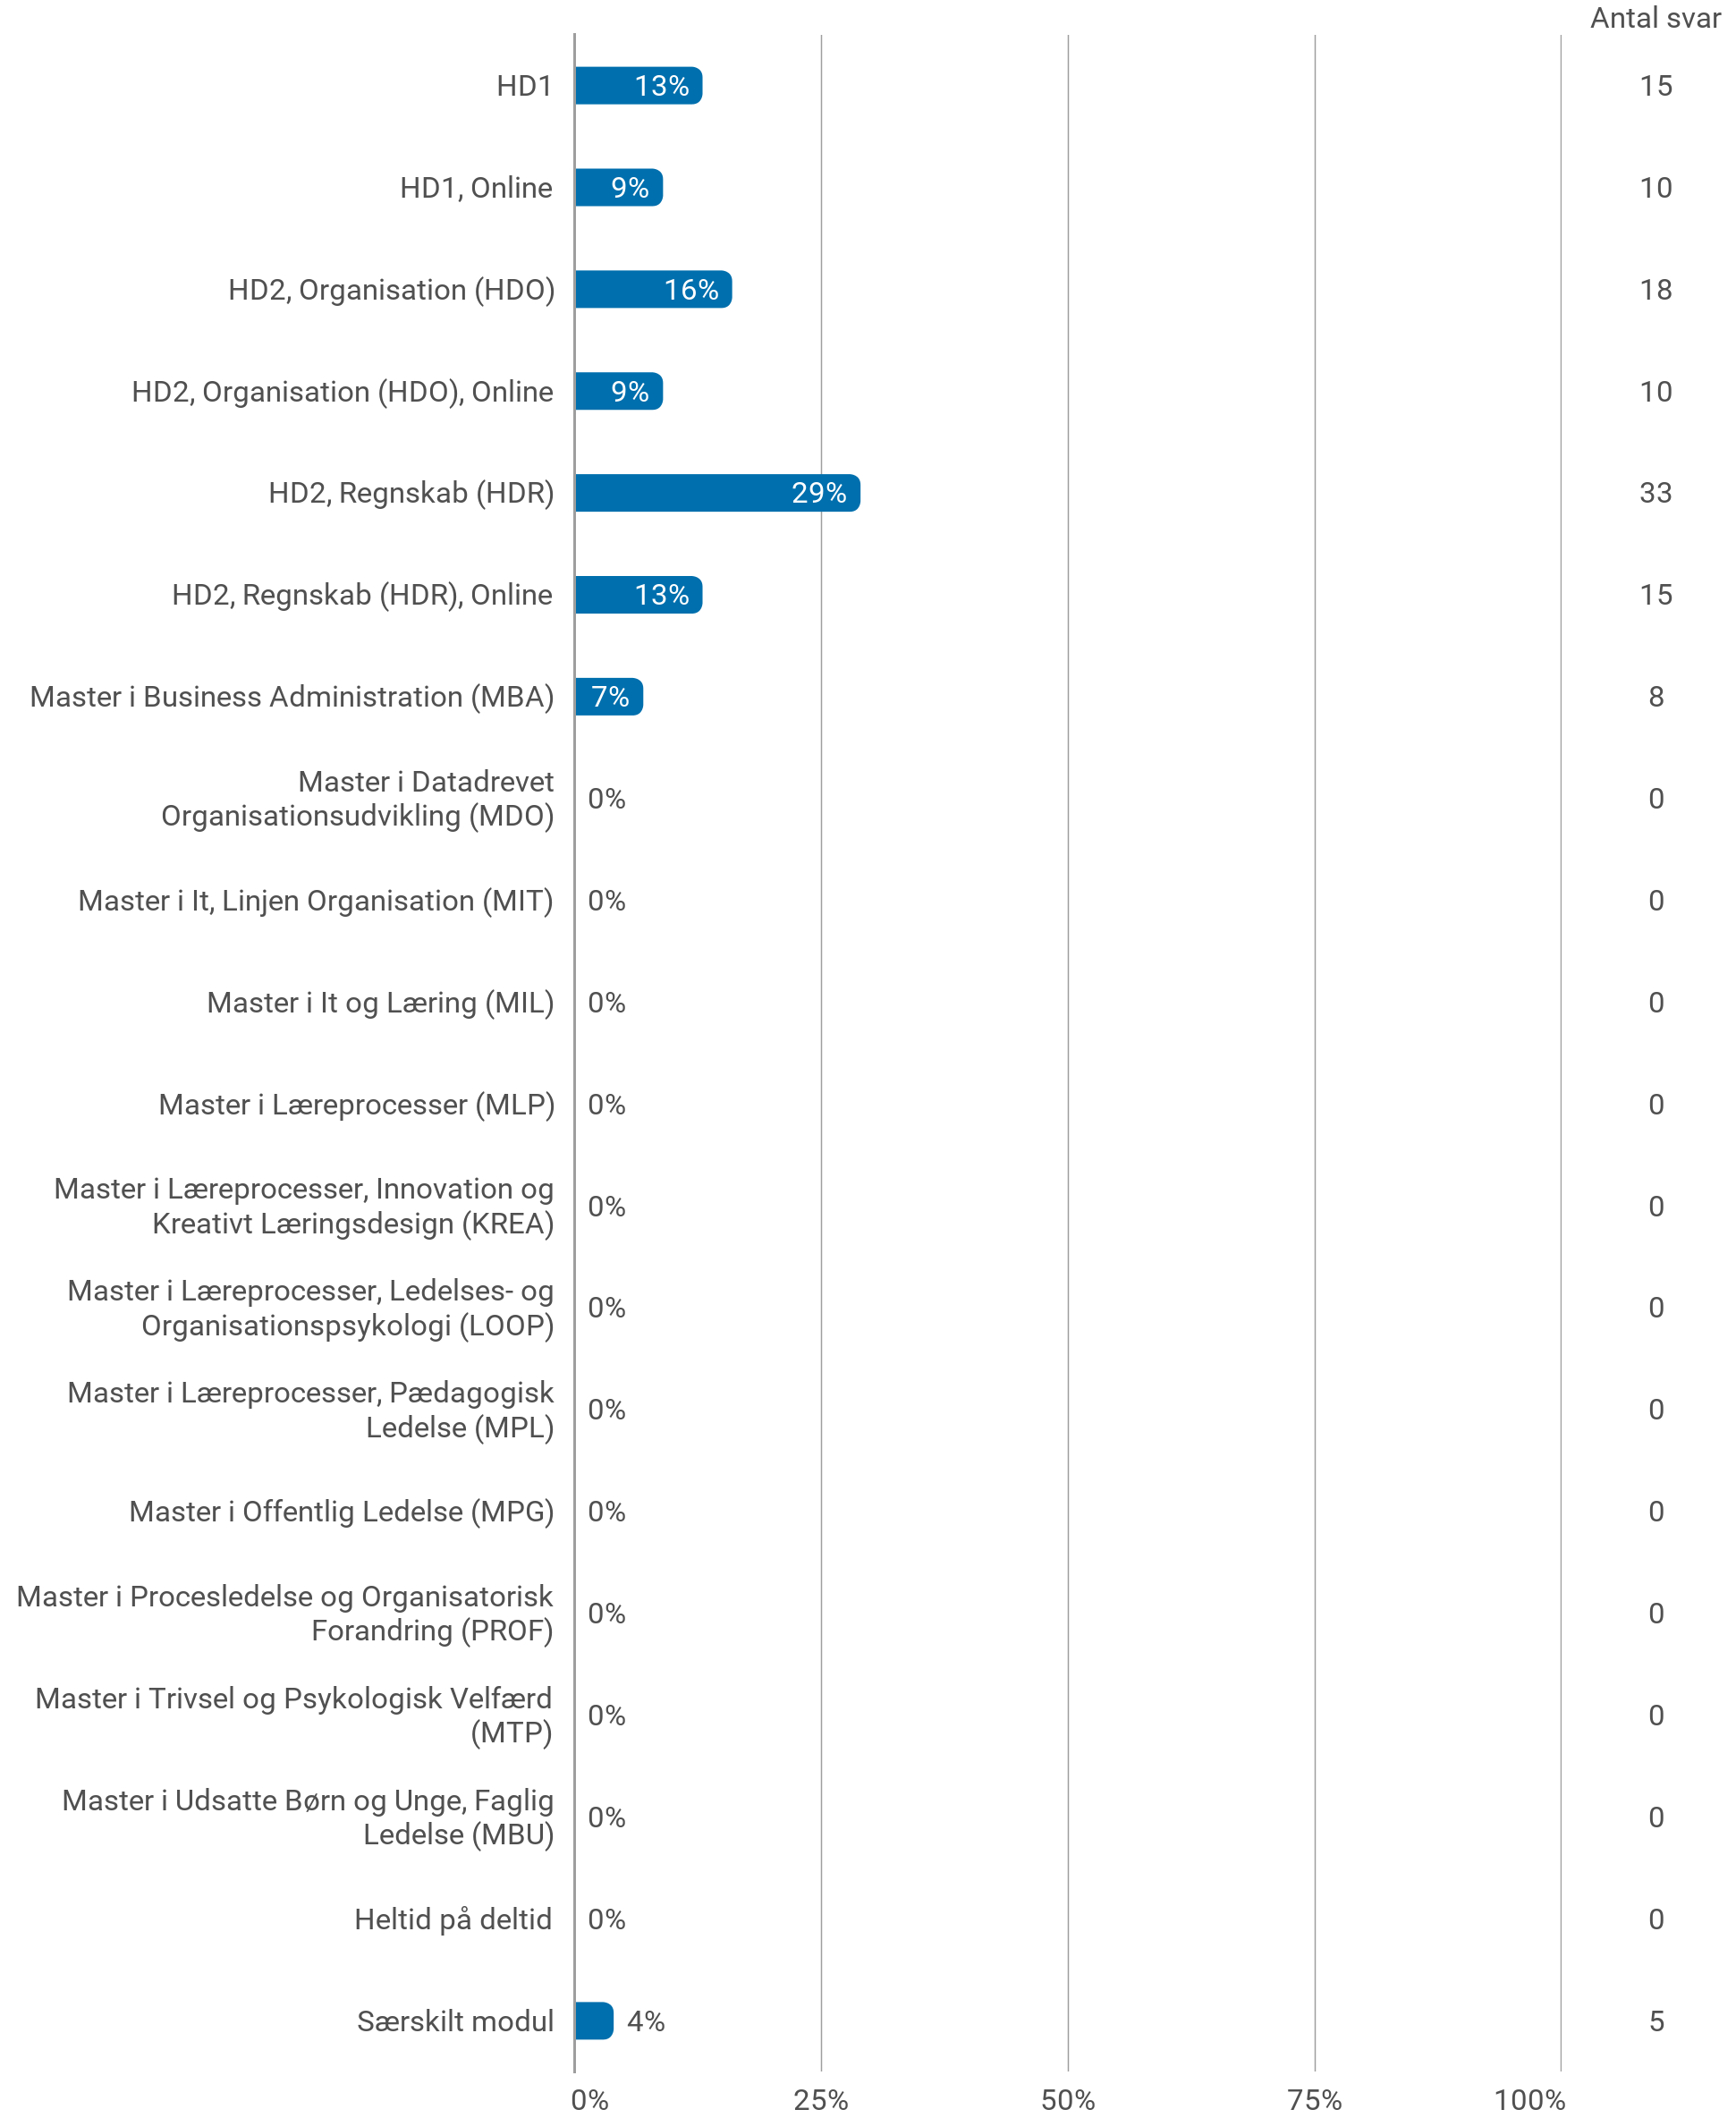 Antal svar
HD1 13% 15
HD1, Online 9% 10
HD2, Organisation (HDO) 16% 18
HD2, Organisation (HDO), Online 9% 10
HD2, Regnskab (HDR) 29% 33
HD2, Regnskab (HDR), Online 13% 15
Master i Business Administration (MBA) 7% 8
Master i Datadrevet
Organisationsudvikling (MDO) 0% 0
Master i It, Linjen Organisation (MIT) 0% 0
Master i It og Læring (MIL) 0% 0
Master i Læreprocesser (MLP) 0% 0
Master i Læreprocesser, Innovation og
Kreativt Læringsdesign (KREA) 0% 0
Master i Læreprocesser, Ledelses- og
Organisationspsykologi (LOOP) 0% 0
Master i Læreprocesser, Pædagogisk
Ledelse (MPL) 0% 0
Master i Offentlig Ledelse (MPG) 0% 0
Master i Procesledelse og Organisatorisk
Forandring (PROF) 0% 0
Master i Trivsel og Psykologisk Velfærd
(MTP) 0% 0
Master i Udsatte Børn og Unge, Faglig
Ledelse (MBU) 0% 0
Heltid på deltid 0% 0
Særskilt modul 4% 5
0% 25% 50% 75% 100%